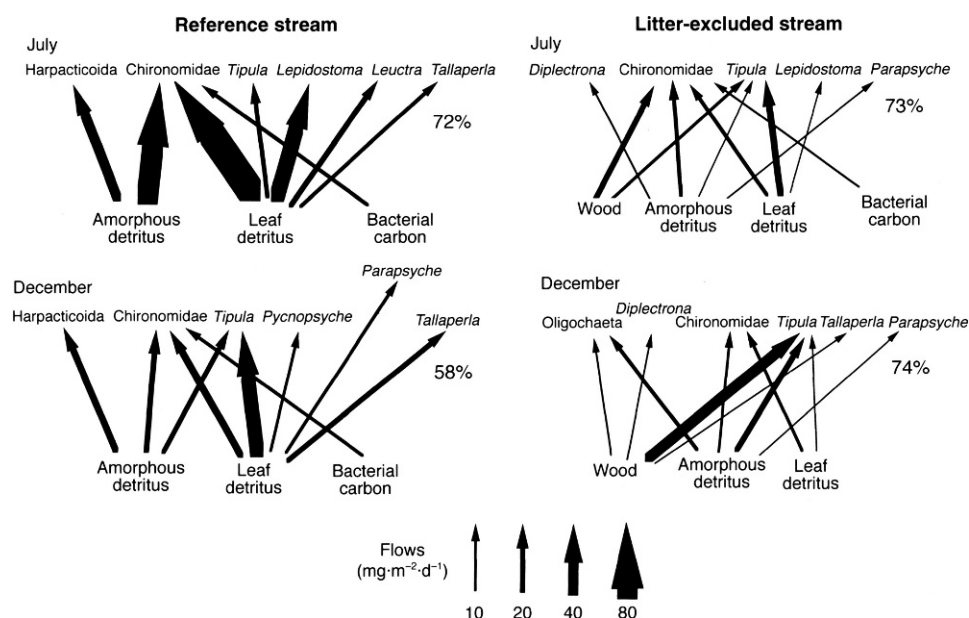 Reference stream
July
Harpacticoida Chironomidae Tipula Lepidostoma Leuctra Tallaperla
72%
Amorphous
detritus
Leaf
detritus
Bacterial
carbon
December
Parapsyche
Harpacticoida Chironomidae Tipula Pycnopsyche
Tallaperla
58%
Amorphous
detritus
Leaf
detritus
Bacterial
carbon
Litter-excluded stream
July
Diplectrona Chironomidae Tipula Lepidostoma Parapsyche
73%
Wood
Amorphous
detritus
Leaf
detritus
Bacterial
carbon
December
Diplectrona
Oligochaeta Chironomidae Tipula Tallaperla Parapsyche
74%
Wood
Amorphous
detritus
Leaf
detritus
Flows
(mg·m⁻²·d⁻¹)
10 20 40 80